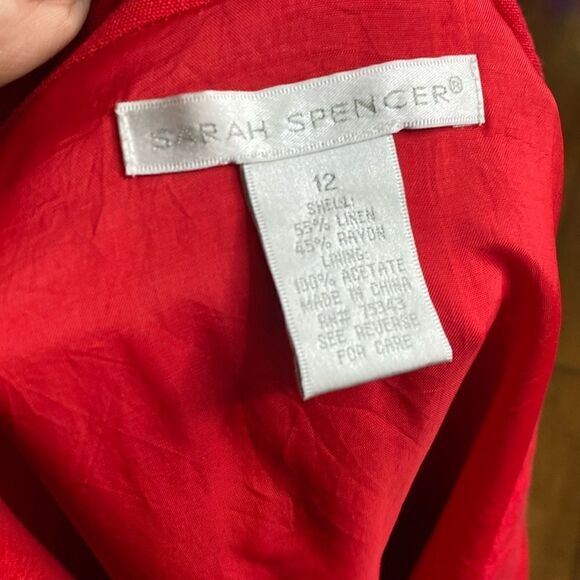 SARAH SPENCER®
12
SHELL:
55% LINEN
45% RAYON
LINING:
100% ACETATE
MADE IN CHINA
RN# 75343
SEE REVERSE
FOR CARE